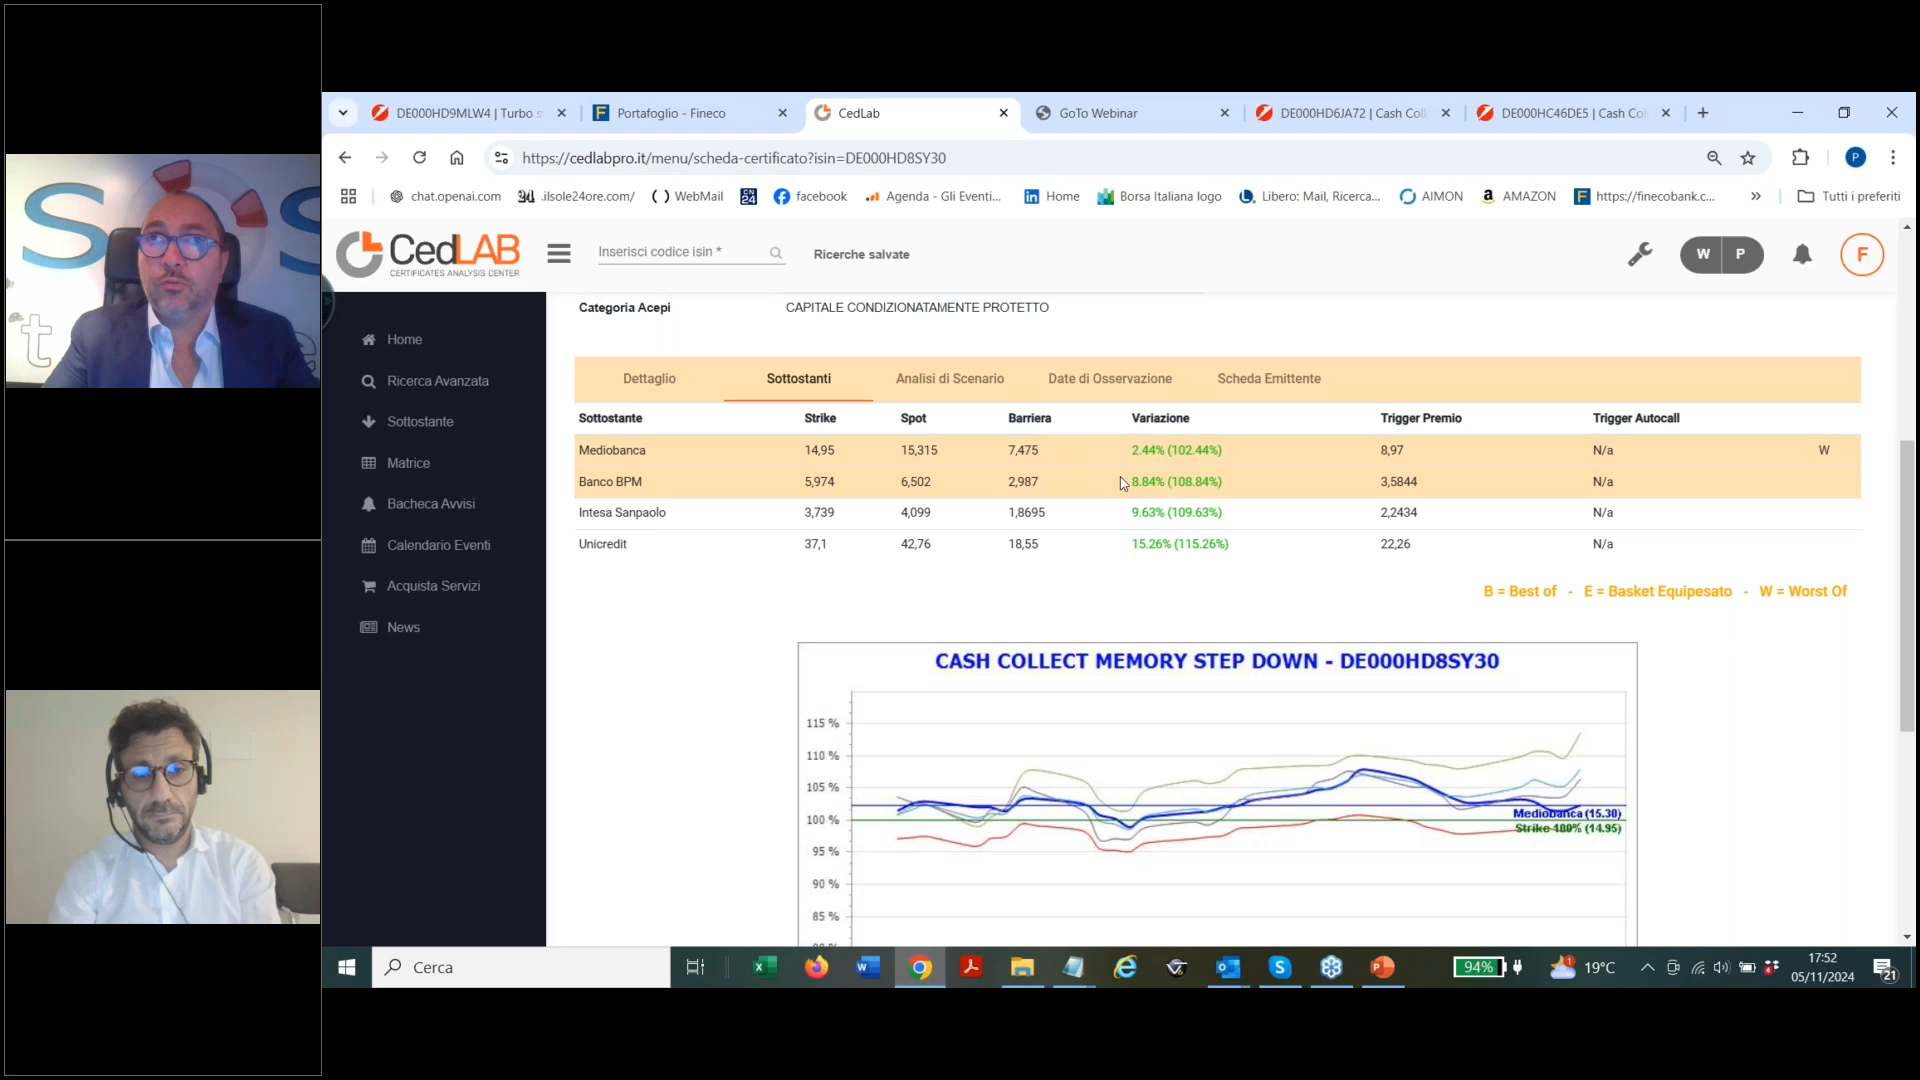 DE000HD9MLW4 | Turbo s
Portafoglio - Fineco
CedLab
GoTo Webinar
DE000HD6JA72 | Cash Coll
DE000HC46DE5 | Cash Col
https://cedlabpro.it/menu/scheda-certificato?isin=DE000HD8SY30
P
chat.openai.com
.ilsole24ore.com/
WebMail
facebook
Agenda - Gli Eventi...
Home
Borsa Italiana logo
Libero: Mail, Ricerca...
AIMON
AMAZON
https://finecobank.c...
Tutti i preferiti
CedLAB
CERTIFICATES ANALYSIS CENTER
Inserisci codice isin *
Ricerche salvate
W P
F
Home
Ricerca Avanzata
Sottostante
Matrice
Bacheca Avvisi
Calendario Eventi
Acquista Servizi
News
Categoria Acepi CAPITALE CONDIZIONATAMENTE PROTETTO
Dettaglio Sottostanti Analisi di Scenario Date di Osservazione Scheda Emittente
Sottostante Strike Spot Barriera Variazione Trigger Premio Trigger Autocall
Mediobanca 14,95 15,315 7,475 2.44% (102.44%) 8,97 N/a W
Banco BPM 5,974 6,502 2,987 8.84% (108.84%) 3,5844 N/a
Intesa Sanpaolo 3,739 4,099 1,8695 9.63% (109.63%) 2,2434 N/a
Unicredit 37,1 42,76 18,55 15.26% (115.26%) 22,26 N/a
B = Best of - E = Basket Equipesato - W = Worst Of
CASH COLLECT MEMORY STEP DOWN - DE000HD8SY30
115 %
110 %
105 %
100 %
95 %
90 %
85 %
Mediobanca (15.30)
Strike 100% (14.95)
Cerca
94%
19°C
17:52
05/11/2024
21